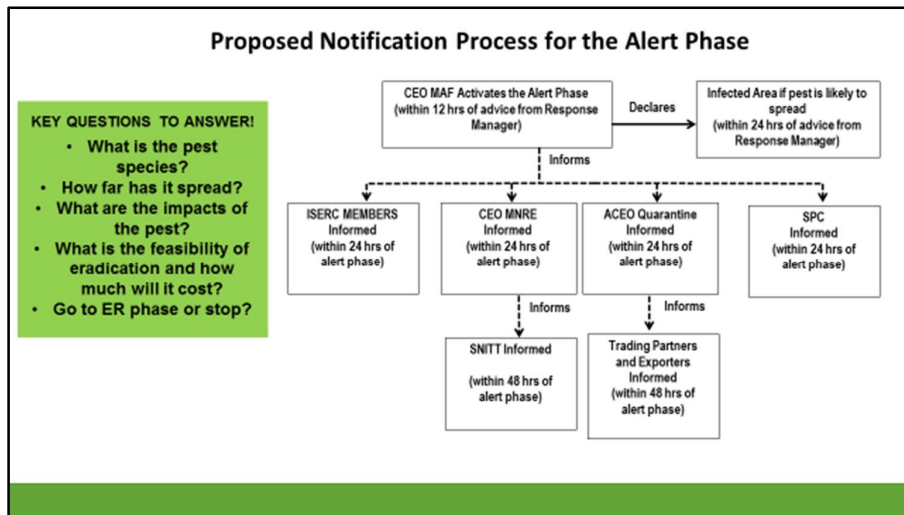 Proposed Notification Process for the Alert Phase
KEY QUESTIONS TO ANSWER!
• What is the pest
species?
• How far has it spread?
• What are the impacts of
the pest?
• What is the feasibility of
eradication and how
much will it cost?
• Go to ER phase or stop?
CEO MAF Activates the Alert Phase
(within 12 hrs of advice from Response
Manager)
Declares
Infected Area if pest is likely to
spread
(within 24 hrs of advice from
Response Manager)
Informs
ISERC MEMBERS
Informed
(within 24 hrs of
alert phase)
CEO MNRE
Informed
(within 24 hrs of
alert phase)
ACEO Quarantine
Informed
(within 24 hrs of
alert phase)
SPC
Informed
(within 24 hrs of
alert phase)
Informs
Informs
SNITT Informed
(within 48 hrs of
alert phase)
Trading Partners
and Exporters
Informed
(within 48 hrs of
alert phase)